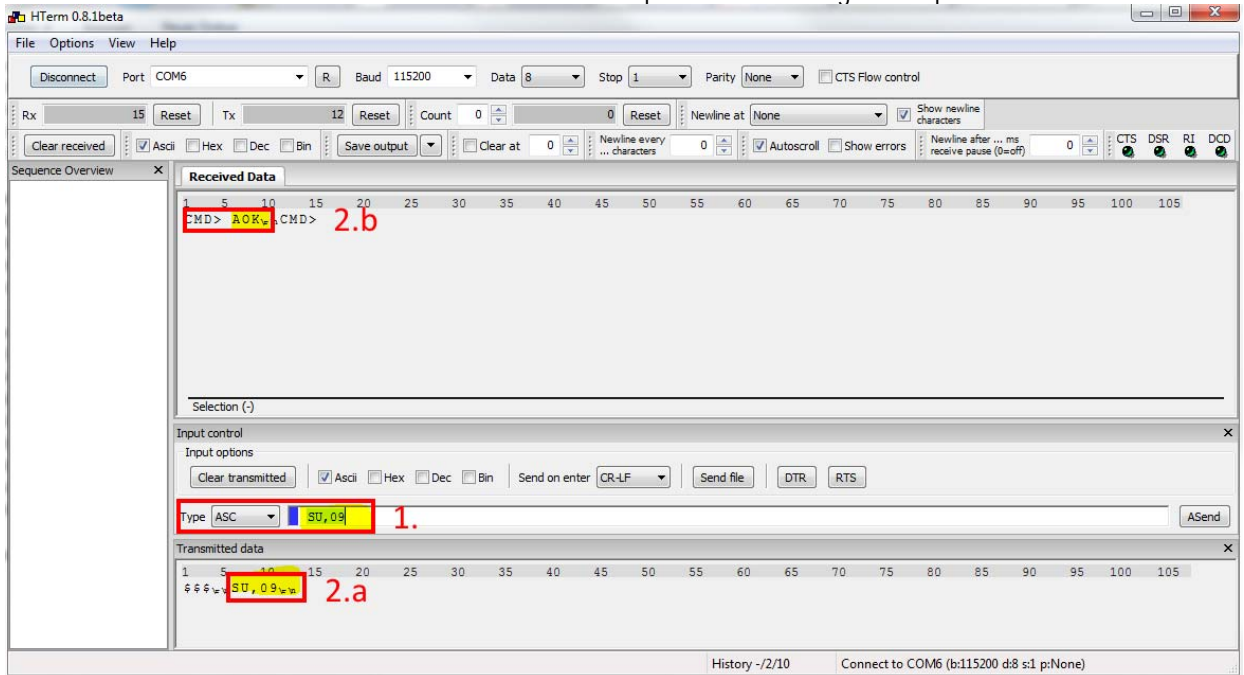 HTerm 0.8.1beta
File Options View Help
Disconnect Port COM6 R Baud 115200 Data 8 Stop 1 Parity None CTS Flow control
Rx 15 Reset Tx 12 Reset Count 0 0 Reset Newline at None Show newline characters
Clear received Ascii Hex Dec Bin Save output Clear at 0 Newline every ... characters 0 Autoscroll Show errors Newline after ... ms receive pause (0=off) 0 CTS DSR RI DCD
Sequence Overview X Received Data
1 5 10 15 20 25 30 35 40 45 50 55 60 65 70 75 80 85 90 95 100 105
CMD> AOK\r\nCMD> 2.b
Selection (-)
Input control X
Input options
Clear transmitted Ascii Hex Dec Bin Send on enter CR-LF Send file DTR RTS
Type ASC SU,09 1. ASend
Transmitted data X
1 5 10 15 20 25 30 35 40 45 50 55 60 65 70 75 80 85 90 95 100 105
$$$\r\nSU,09\r\n 2.a
History -/2/10 Connect to COM6 (b:115200 d:8 s:1 p:None)